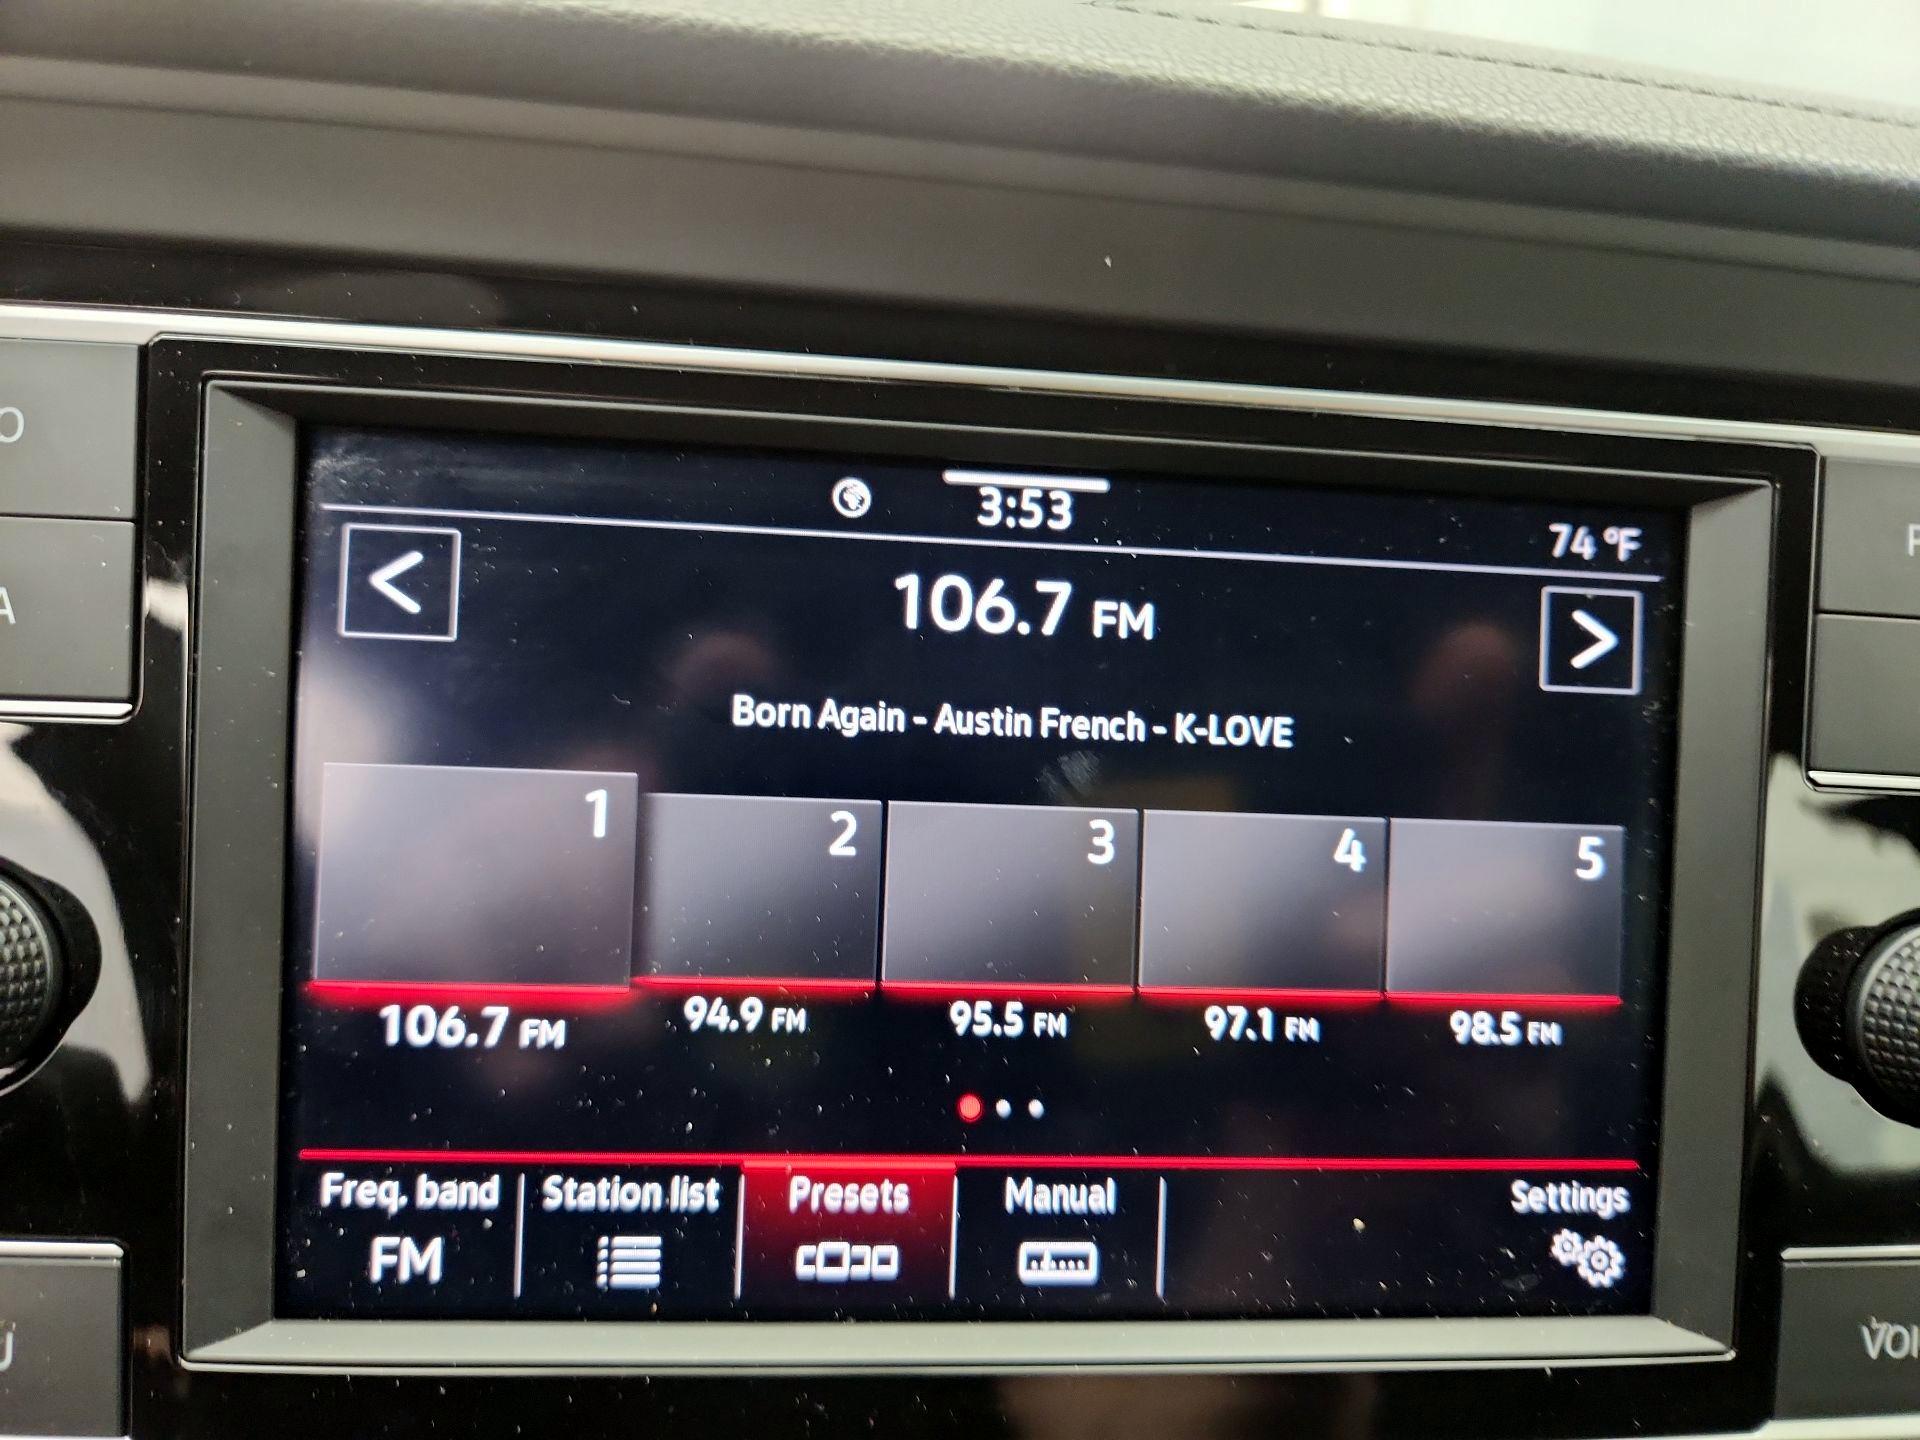 3:53
74 °F
<
106.7 FM
>
Born Again - Austin French - K-LOVE
1
2
3
4
5
106.7 FM
94.9 FM
95.5 FM
97.1 FM
98.5 FM
Freq. band
Station list
Presets
Manual
Settings
FM